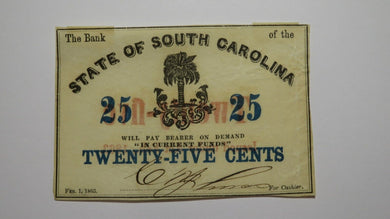 The Bank of the
STATE OF SOUTH CAROLINA
25 25
WILL PAY BEARER ON DEMAND
"IN CURRENT FUNDS"
TWENTY-FIVE CENTS
FEB. 1, 1863. For Cashier.